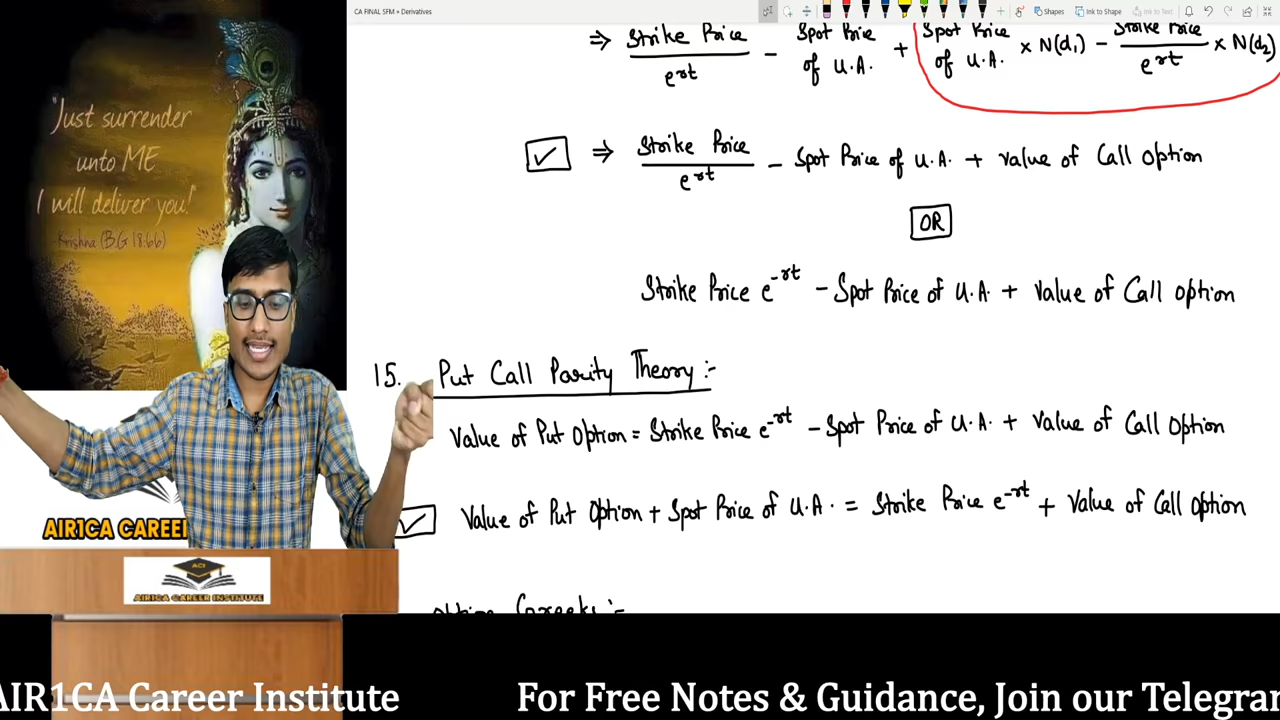 CA FINAL SFM » Derivatives
Shapes
Ink to Shape
Ink to Text
"Just surrender
unto ME
I will deliver you!"
-Krishna (B.G 18:66)
⇒ Strike Price / e^rt - Spot Price of U.A. + Spot Price of U.A. × N(d₁) - Strike Price / e^rt × N(d₂)
⇒ Strike Price / e^rt - Spot Price of U.A. + Value of Call Option
OR
Strike Price e^-rt - Spot Price of U.A. + Value of Call Option
15. Put Call Parity Theory :-
Value of Put Option = Strike Price e^-rt - Spot Price of U.A. + Value of Call Option
Value of Put Option + Spot Price of U.A. = Strike Price e^-rt + Value of Call Option
Option Greeks :-
AIR1CA CAREE
ACI
AIR1CA CAREER INSTITUTE
AIR1CA Career Institute
For Free Notes & Guidance, Join our Telegra